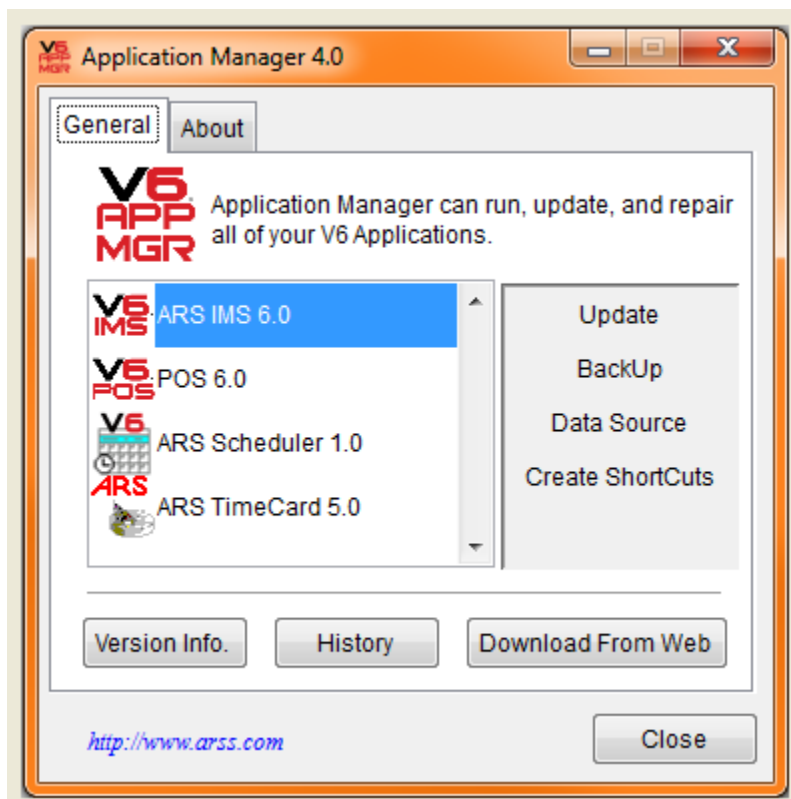 V6 APP MGR Application Manager 4.0
General About
V6 APP MGR
Application Manager can run, update, and repair
all of your V6 Applications.
V6 IMS ARS IMS 6.0
V6 POS POS 6.0
V6 ARS Scheduler 1.0
ARS ARS TimeCard 5.0
Update
BackUp
Data Source
Create ShortCuts
Version Info. History Download From Web
http://www.arss.com Close